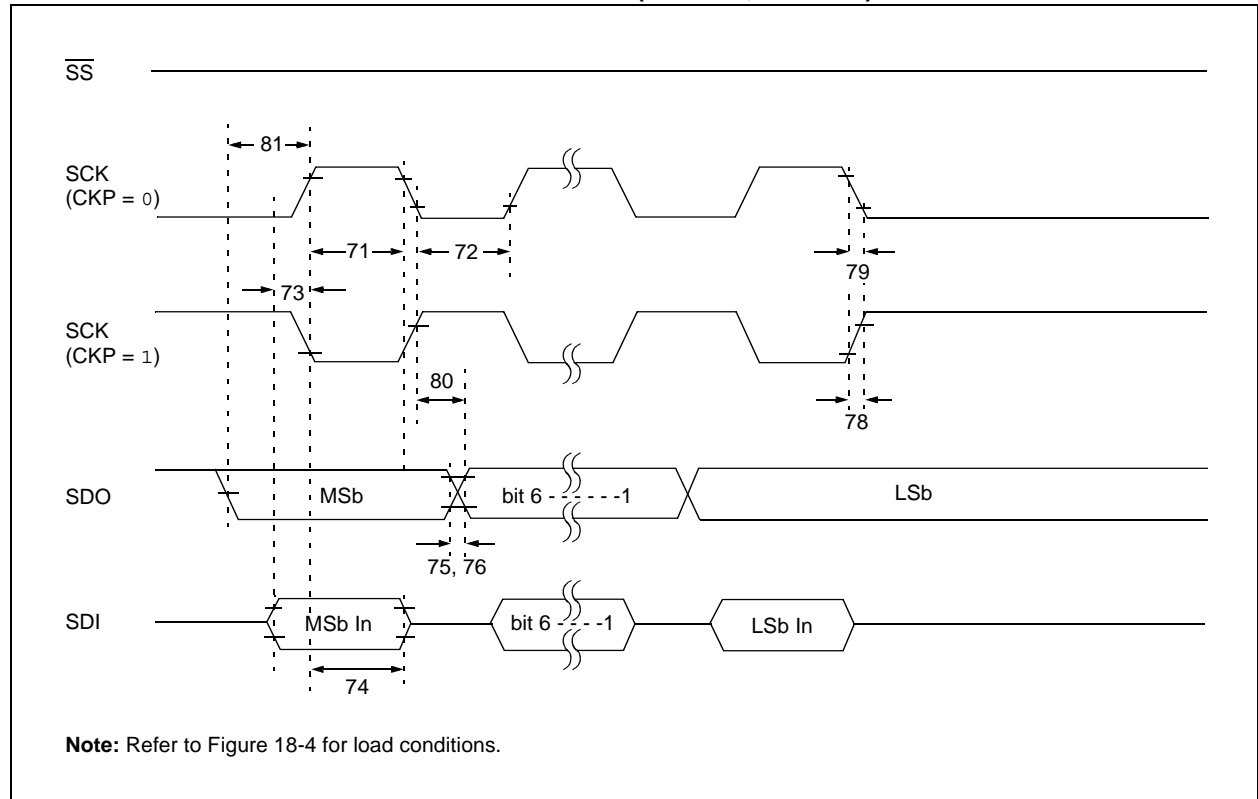 SS
81
SCK
(CKP = 0)
71
72
79
73
SCK
(CKP = 1)
80
78
SDO
MSb
bit 6 - - - - - - -1
LSb
75, 76
SDI
MSb In
bit 6 - - - - -1
LSb In
74
Note: Refer to Figure 18-4 for load conditions.